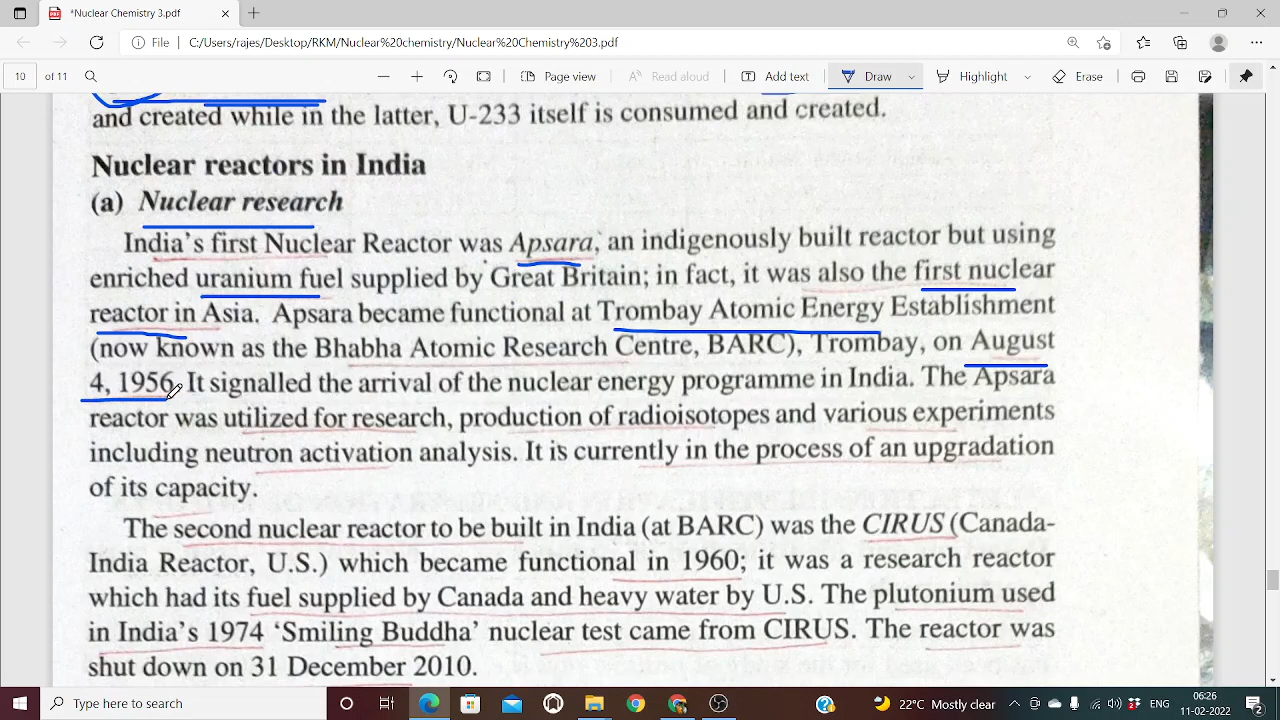 *Nuclear Chemistry 3.pdf
File C:/Users/rajes/Desktop/RKM/Nuclear%20chemistry/Nuclear%20Chemistry%203.pdf
10 of 11 Page view Read aloud Add text Draw Highlight Erase
and created while in the latter, U-233 itself is consumed and created.
Nuclear reactors in India
(a) Nuclear research
India's first Nuclear Reactor was Apsara, an indigenously built reactor but using
enriched uranium fuel supplied by Great Britain; in fact, it was also the first nuclear
reactor in Asia. Apsara became functional at Trombay Atomic Energy Establishment
(now known as the Bhabha Atomic Research Centre, BARC), Trombay, on August
4, 1956. It signalled the arrival of the nuclear energy programme in India. The Apsara
reactor was utilized for research, production of radioisotopes and various experiments
including neutron activation analysis. It is currently in the process of an upgradation
of its capacity.
The second nuclear reactor to be built in India (at BARC) was the CIRUS (Canada-
India Reactor, U.S.) which became functional in 1960; it was a research reactor
which had its fuel supplied by Canada and heavy water by U.S. The plutonium used
in India's 1974 'Smiling Buddha' nuclear test came from CIRUS. The reactor was
shut down on 31 December 2010.
Type here to search
22°C Mostly clear
ENG
06:26
11-02-2022